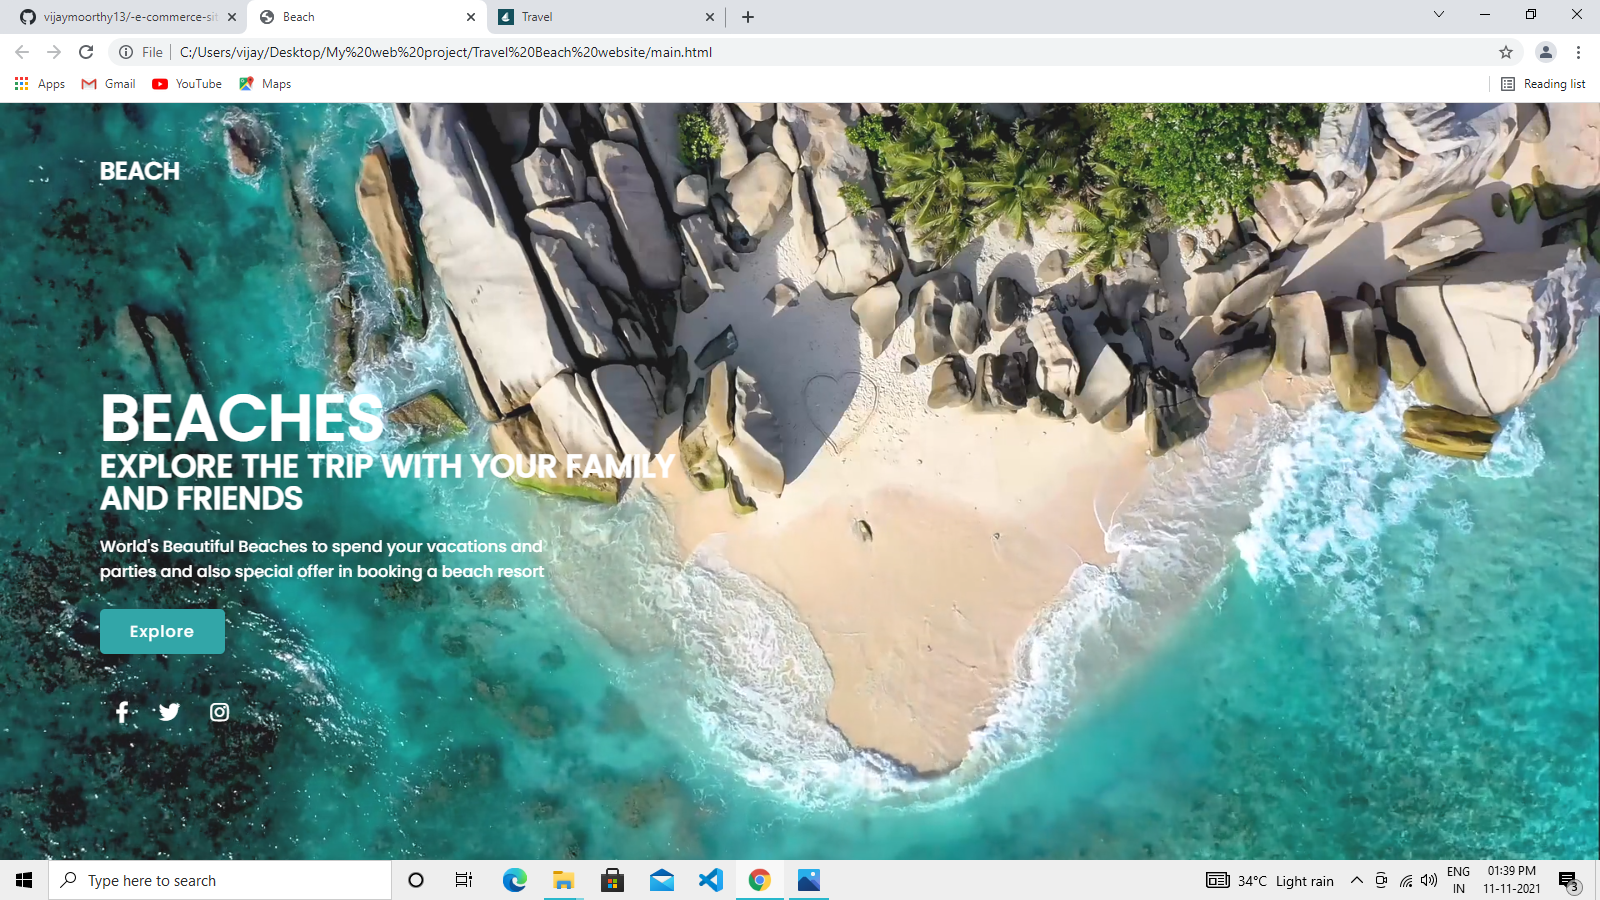 vijaymoorthy13/-e-commerce-sit
Beach
Travel
File
C:/Users/vijay/Desktop/My%20web%20project/Travel%20Beach%20website/main.html
Apps
Gmail
YouTube
Maps
Reading list
BEACH
BEACHES
EXPLORE THE TRIP WITH YOUR FAMILY
AND FRIENDS
World's Beautiful Beaches to spend your vacations and
parties and also special offer in booking a beach resort
Explore
Type here to search
34°C Light rain
ENG
IN
01:39 PM
11-11-2021
3